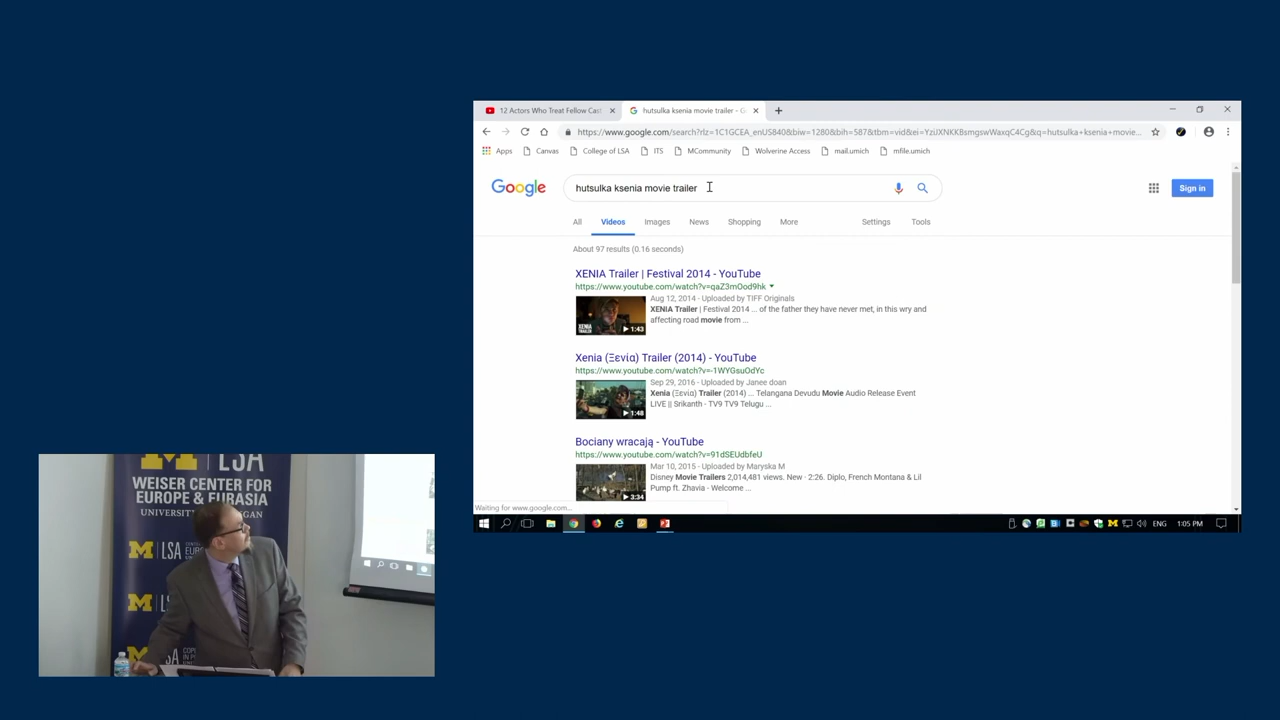 12 Actors Who Treat Fellow Cast
hutsulka ksenia movie trailer - G
https://www.google.com/search?rlz=1C1GCEA_enUS840&biw=1280&bih=587&tbm=vid&ei=YziJXNKKBsmgswWaxqC4Cg&q=hutsulka+ksenia+movie...
Apps Canvas College of LSA ITS MCommunity Wolverine Access mail.umich mfile.umich
Google hutsulka ksenia movie trailer Sign in
All Videos Images News Shopping More Settings Tools
About 97 results (0.16 seconds)
XENIA Trailer | Festival 2014 - YouTube
https://www.youtube.com/watch?v=qaZ3mOod9hk
Aug 12, 2014 - Uploaded by TIFF Originals
XENIA Trailer | Festival 2014 ... of the father they have never met, in this wry and
affecting road movie from ...
XENIA
TRAILER
1:43
Xenia (Ξενία) Trailer (2014) - YouTube
https://www.youtube.com/watch?v=-1WYGsuOdYc
Sep 29, 2016 - Uploaded by Janee doan
Xenia (Ξενία) Trailer (2014) ... Telangana Devudu Movie Audio Release Event
LIVE || Srikanth - TV9 TV9 Telugu ...
1:48
Bociany wracają - YouTube
https://www.youtube.com/watch?v=91dSEUdbfeU
Mar 10, 2015 - Uploaded by Maryska M
Disney Movie Trailers 2,014,481 views. New · 2:26. Diplo, French Montana & Lil
Pump ft. Zhavia - Welcome ...
3:34
Waiting for www.google.com...
ENG 1:05 PM
M LSA
WEISER CENTER FOR
EUROPE & EURASIA
M LSA
M
M LSA